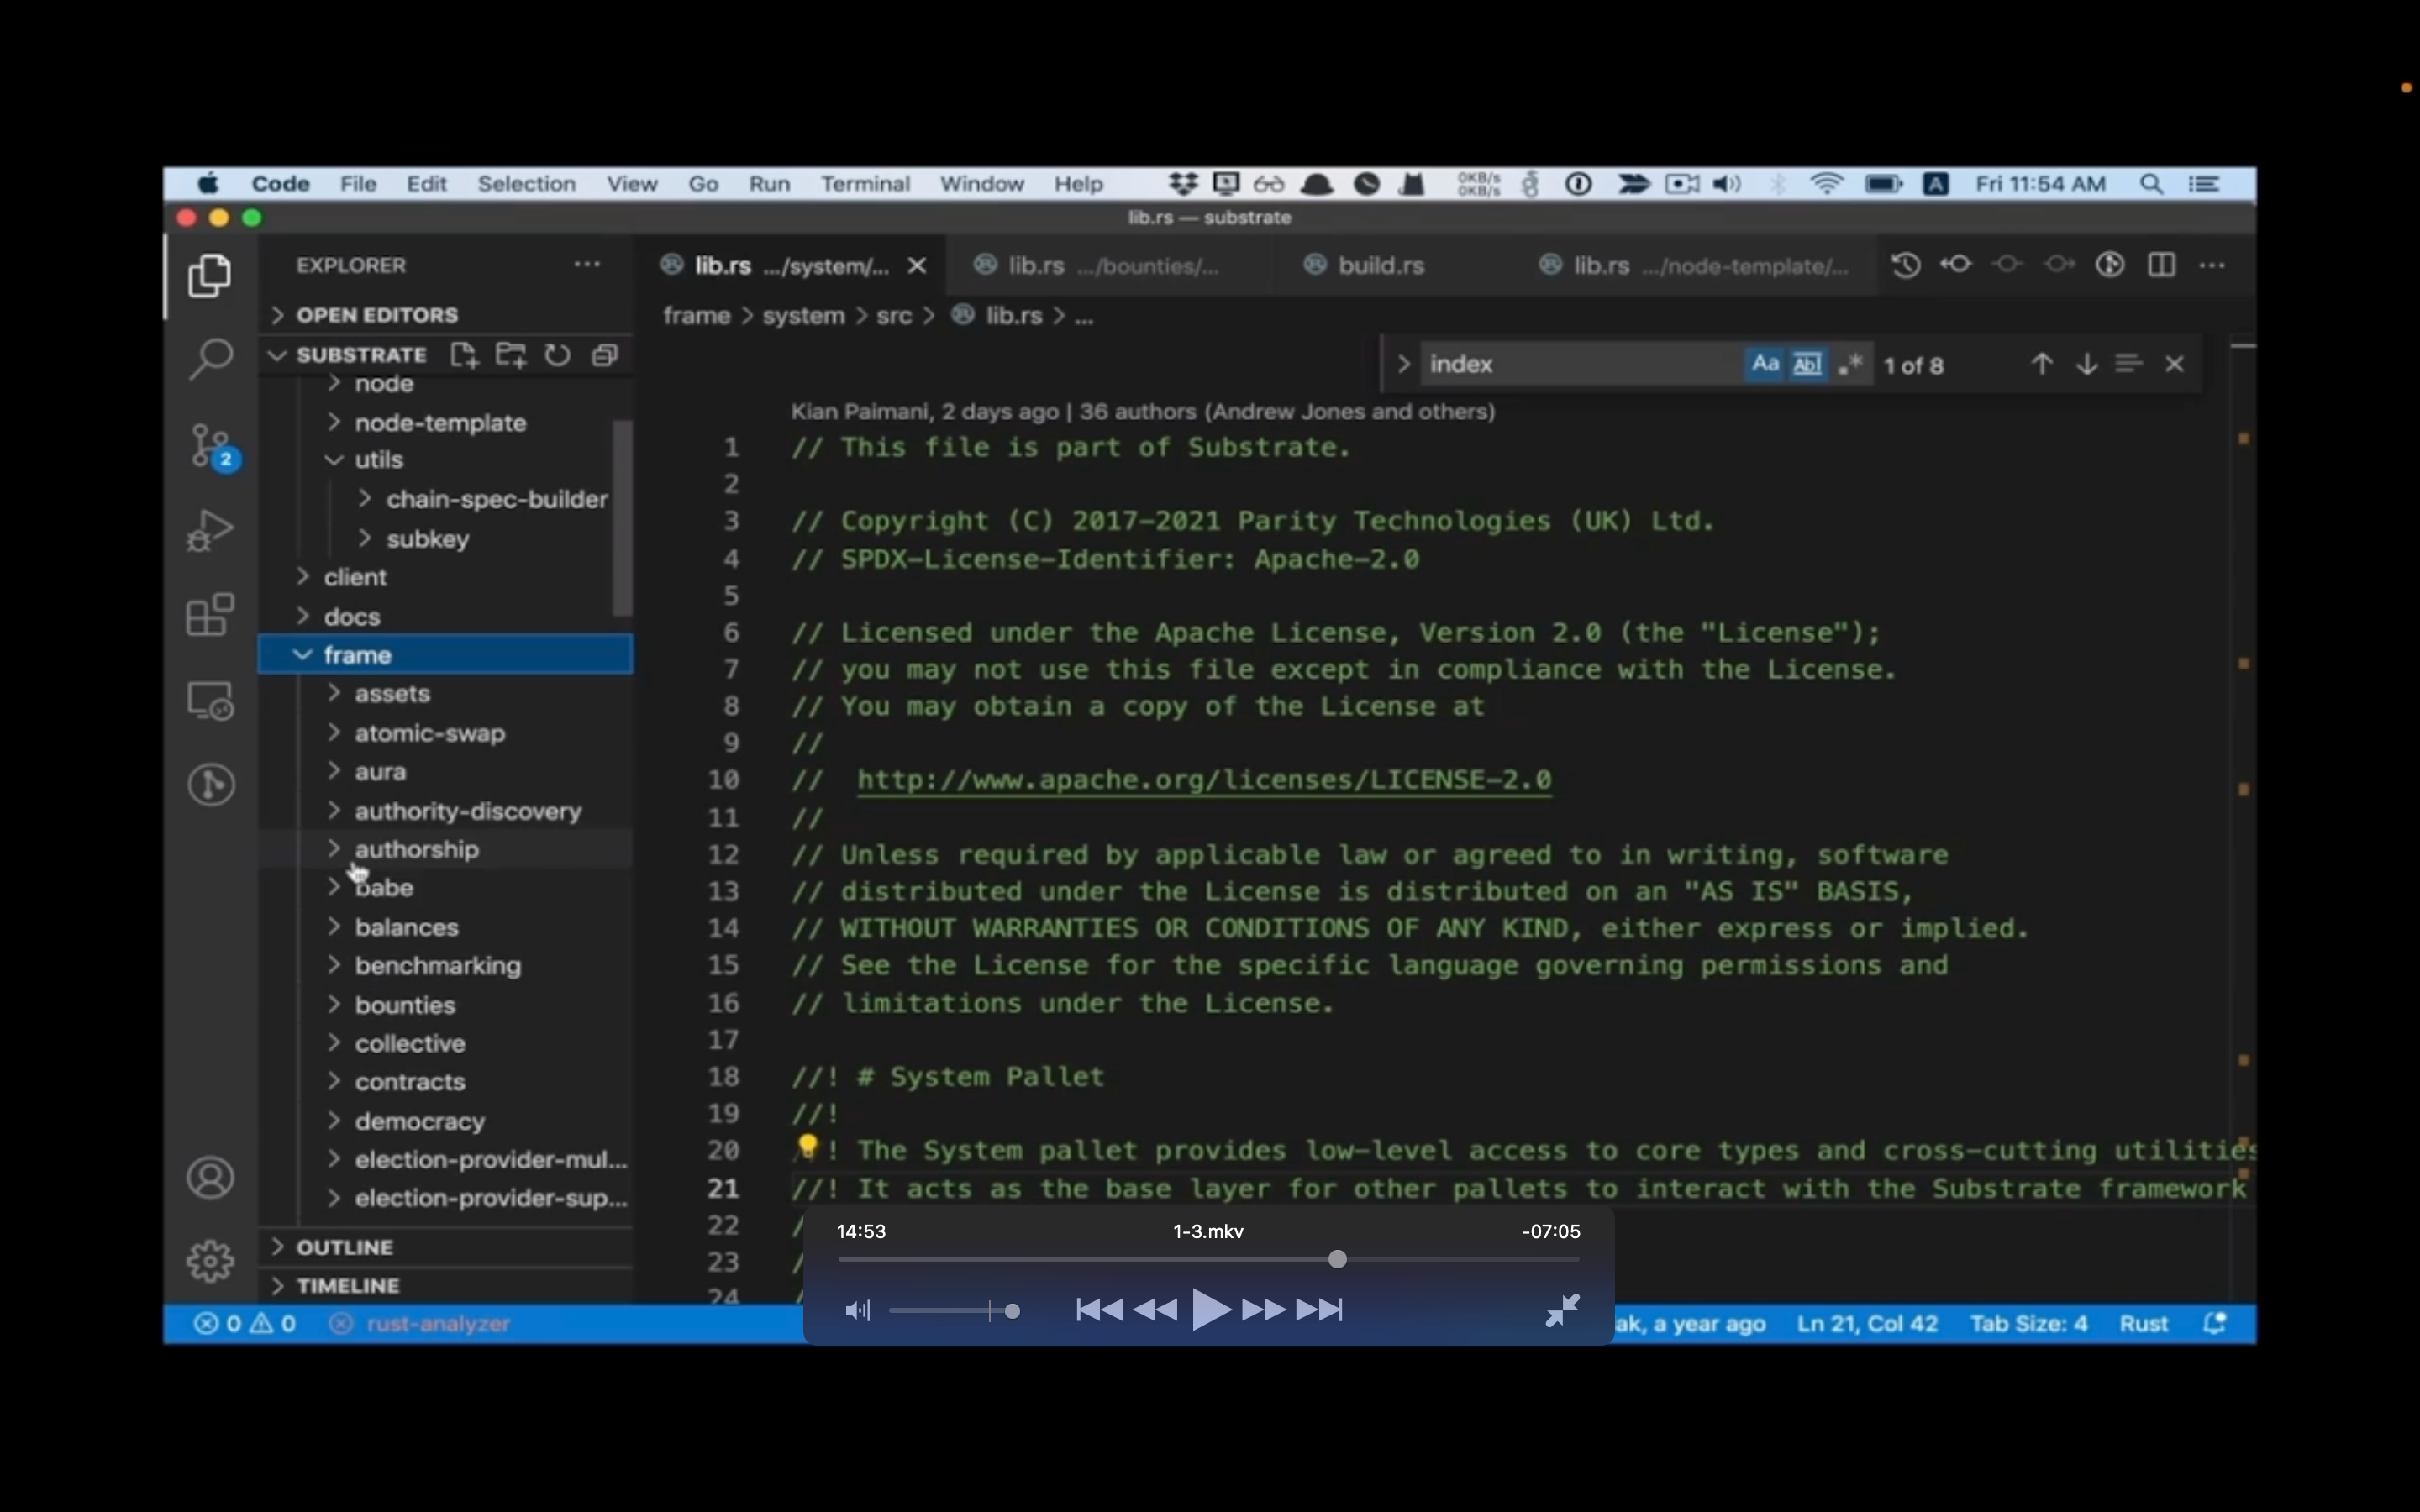 Code File Edit Selection View Go Run Terminal Window Help 0KB/s 0KB/s A Fri 11:54 AM
lib.rs — substrate
EXPLORER
OPEN EDITORS
SUBSTRATE
node
node-template
utils
chain-spec-builder
subkey
client
docs
frame
assets
atomic-swap
aura
authority-discovery
authorship
babe
balances
benchmarking
bounties
collective
contracts
democracy
election-provider-mul...
election-provider-sup...
OUTLINE
TIMELINE
2
lib.rs .../system/... lib.rs .../bounties/... build.rs lib.rs .../node-template/...
frame > system > src > lib.rs > ...
index Aa Abl .* 1 of 8
Kian Paimani, 2 days ago | 36 authors (Andrew Jones and others)
1 // This file is part of Substrate.
2
3 // Copyright (C) 2017-2021 Parity Technologies (UK) Ltd.
4 // SPDX-License-Identifier: Apache-2.0
5
6 // Licensed under the Apache License, Version 2.0 (the "License");
7 // you may not use this file except in compliance with the License.
8 // You may obtain a copy of the License at
9 //
10 // http://www.apache.org/licenses/LICENSE-2.0
11 //
12 // Unless required by applicable law or agreed to in writing, software
13 // distributed under the License is distributed on an "AS IS" BASIS,
14 // WITHOUT WARRANTIES OR CONDITIONS OF ANY KIND, either express or implied.
15 // See the License for the specific language governing permissions and
16 // limitations under the License.
17
18 //! # System Pallet
19 //!
20 ! The System pallet provides low-level access to core types and cross-cutting utilities
21 //! It acts as the base layer for other pallets to interact with the Substrate framework
22 /
23 /
24
14:53 1-3.mkv -07:05
0 0 rust-analyzer ak, a year ago Ln 21, Col 42 Tab Size: 4 Rust